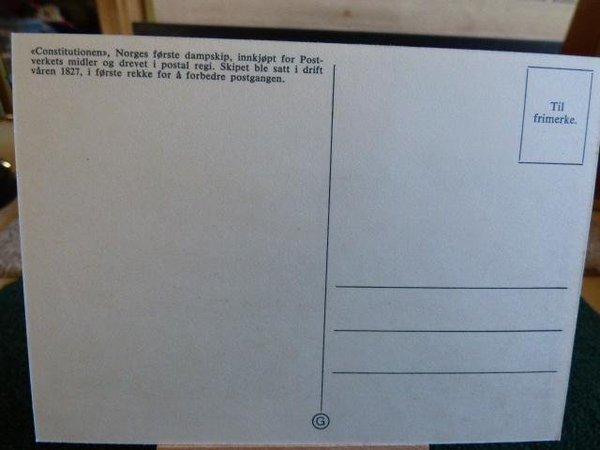 «Constitutionen», Norges første dampskip, innkjøpt for Post-
verkets midler og drevet i postal regi. Skipet ble satt i drift
våren 1827, i første rekke for å forbedre postgangen.
Til
frimerke.
G